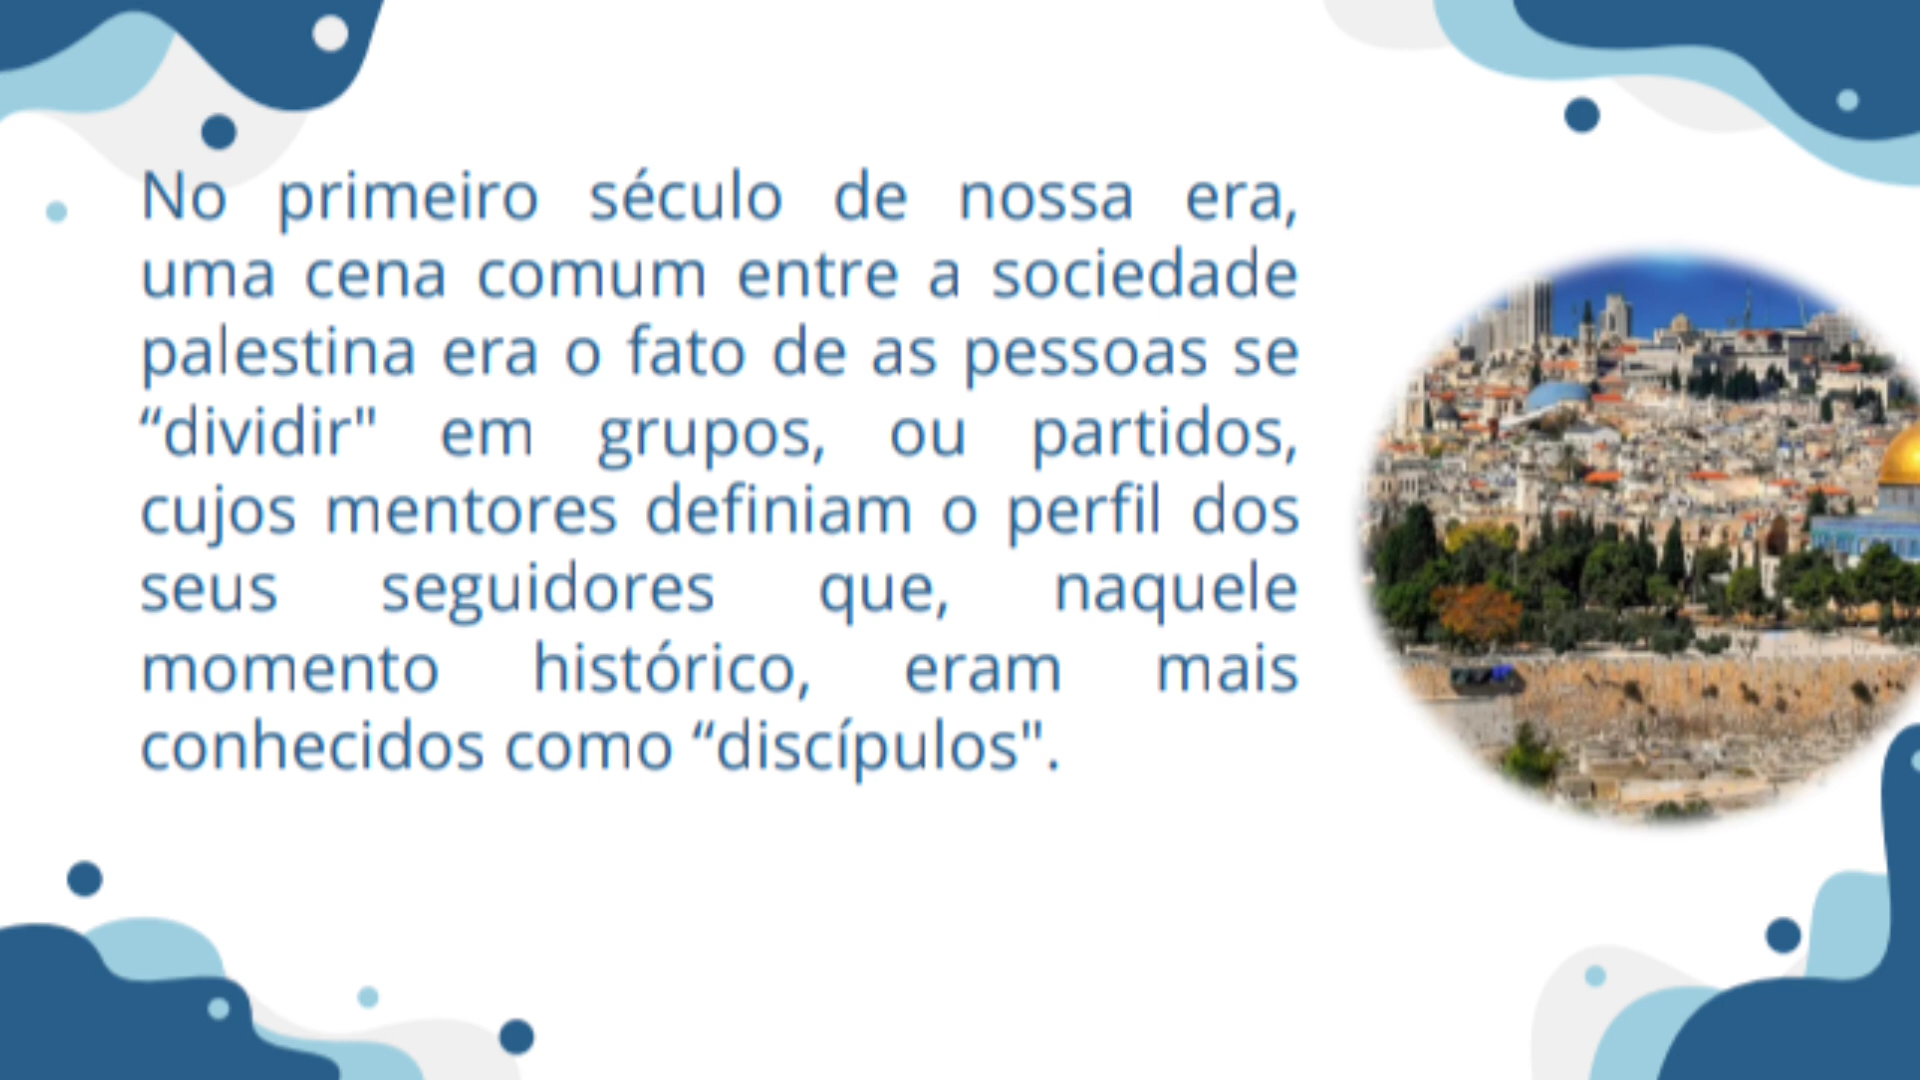 No primeiro século de nossa era,
uma cena comum entre a sociedade
palestina era o fato de as pessoas se
“dividir" em grupos, ou partidos,
cujos mentores definiam o perfil dos
seus seguidores que, naquele
momento histórico, eram mais
conhecidos como “discípulos".